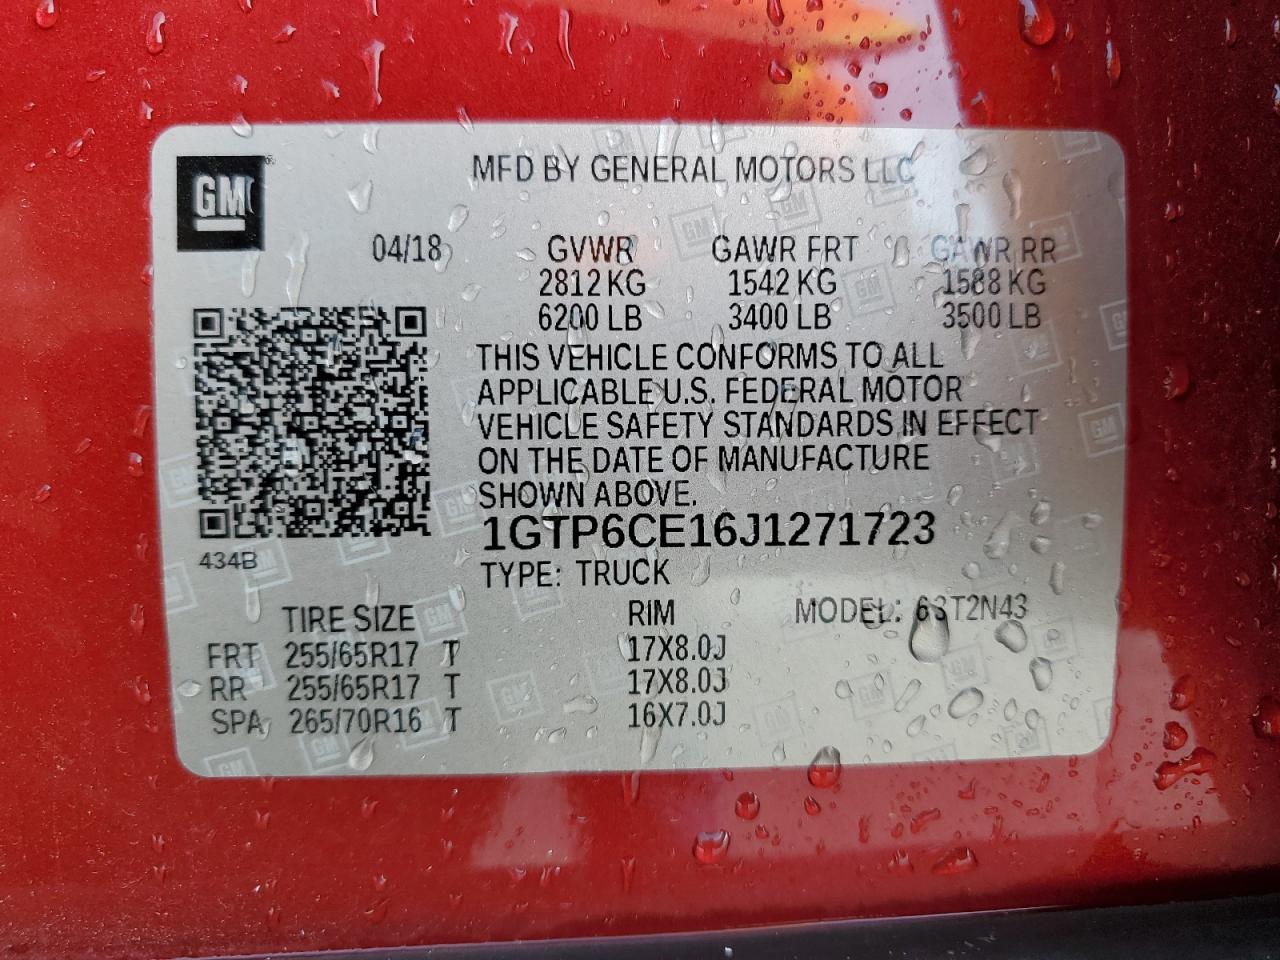 GM
MFD BY GENERAL MOTORS LLC
04/18 GVWR GAWR FRT GAWR RR
2812 KG 1542 KG 1588 KG
6200 LB 3400 LB 3500 LB
THIS VEHICLE CONFORMS TO ALL
APPLICABLE U.S. FEDERAL MOTOR
VEHICLE SAFETY STANDARDS IN EFFECT
ON THE DATE OF MANUFACTURE
SHOWN ABOVE.
1GTP6CE16J1271723
434B
TYPE: TRUCK
TIRE SIZE RIM MODEL: 63T2N43
FRT 255/65R17 T 17X8.0J
RR 255/65R17 T 17X8.0J
SPA 265/70R16 T 16X7.0J